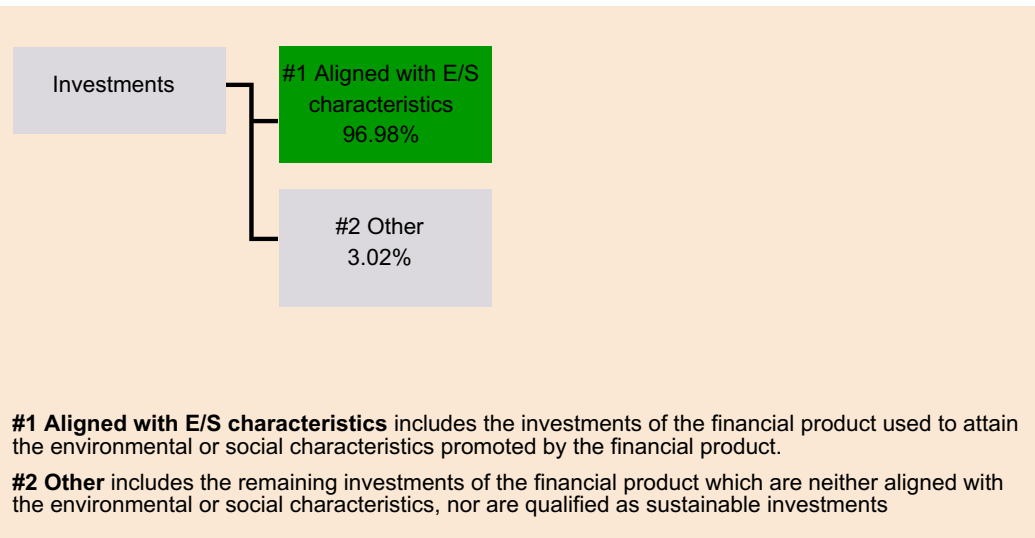 Investments
#1 Aligned with E/S
characteristics
96.98%
#2 Other
3.02%
#1 Aligned with E/S characteristics includes the investments of the financial product used to attain
the environmental or social characteristics promoted by the financial product.
#2 Other includes the remaining investments of the financial product which are neither aligned with
the environmental or social characteristics, nor are qualified as sustainable investments